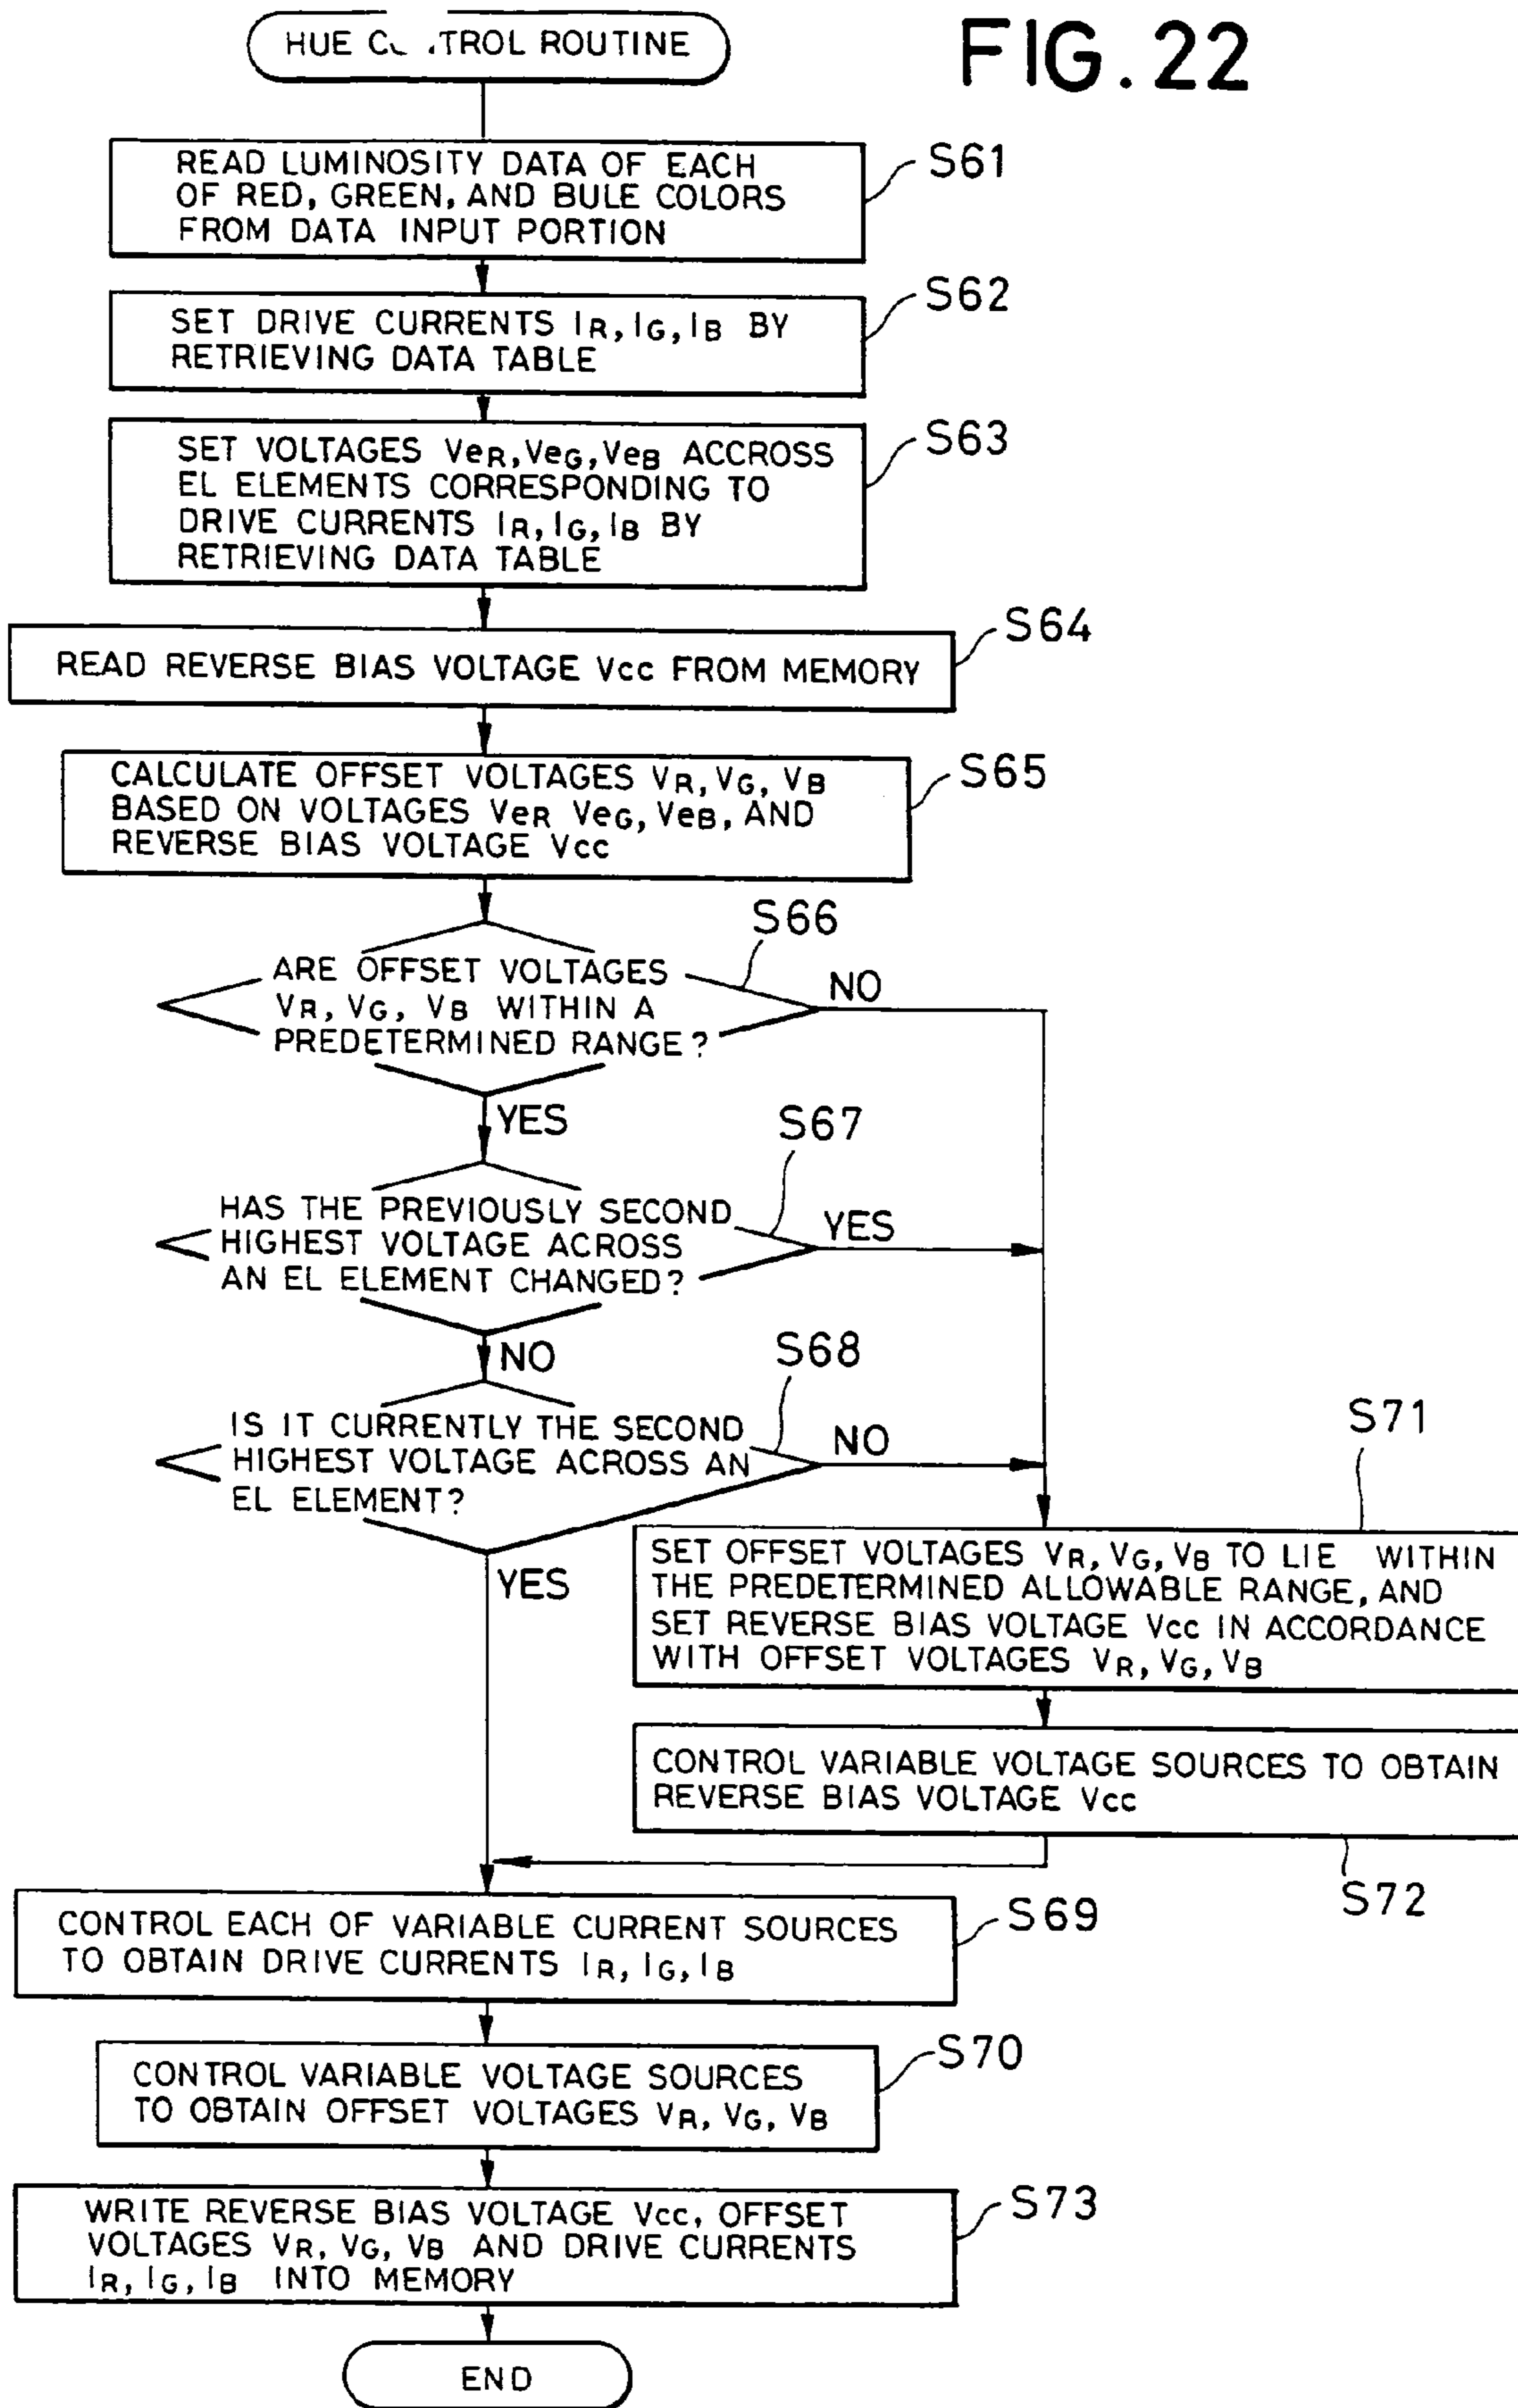 FIG. 22
HUE C TROL ROUTINE
READ LUMINOSITY DATA OF EACH
OF RED, GREEN, AND BULE COLORS
FROM DATA INPUT PORTION
S61
SET DRIVE CURRENTS IR, IG, IB BY
RETRIEVING DATA TABLE
S62
SET VOLTAGES VeR, VeG, VeB ACCROSS
EL ELEMENTS CORRESPONDING TO
DRIVE CURRENTS IR, IG, IB BY
RETRIEVING DATA TABLE
S63
READ REVERSE BIAS VOLTAGE Vcc FROM MEMORY
S64
CALCULATE OFFSET VOLTAGES VR, VG, VB
BASED ON VOLTAGES VeR VeG, VeB, AND
REVERSE BIAS VOLTAGE Vcc
S65
ARE OFFSET VOLTAGES
VR, VG, VB WITHIN A
PREDETERMINED RANGE?
S66
NO
YES
HAS THE PREVIOUSLY SECOND
HIGHEST VOLTAGE ACROSS
AN EL ELEMENT CHANGED?
S67
YES
NO
IS IT CURRENTLY THE SECOND
HIGHEST VOLTAGE ACROSS AN
EL ELEMENT?
S68
NO
YES
S71
SET OFFSET VOLTAGES VR, VG, VB TO LIE WITHIN
THE PREDETERMINED ALLOWABLE RANGE, AND
SET REVERSE BIAS VOLTAGE Vcc IN ACCORDANCE
WITH OFFSET VOLTAGES VR, VG, VB
CONTROL VARIABLE VOLTAGE SOURCES TO OBTAIN
REVERSE BIAS VOLTAGE Vcc
S72
CONTROL EACH OF VARIABLE CURRENT SOURCES
TO OBTAIN DRIVE CURRENTS IR, IG, IB
S69
CONTROL VARIABLE VOLTAGE SOURCES
TO OBTAIN OFFSET VOLTAGES VR, VG, VB
S70
WRITE REVERSE BIAS VOLTAGE Vcc, OFFSET
VOLTAGES VR, VG, VB AND DRIVE CURRENTS
IR, IG, IB INTO MEMORY
S73
END